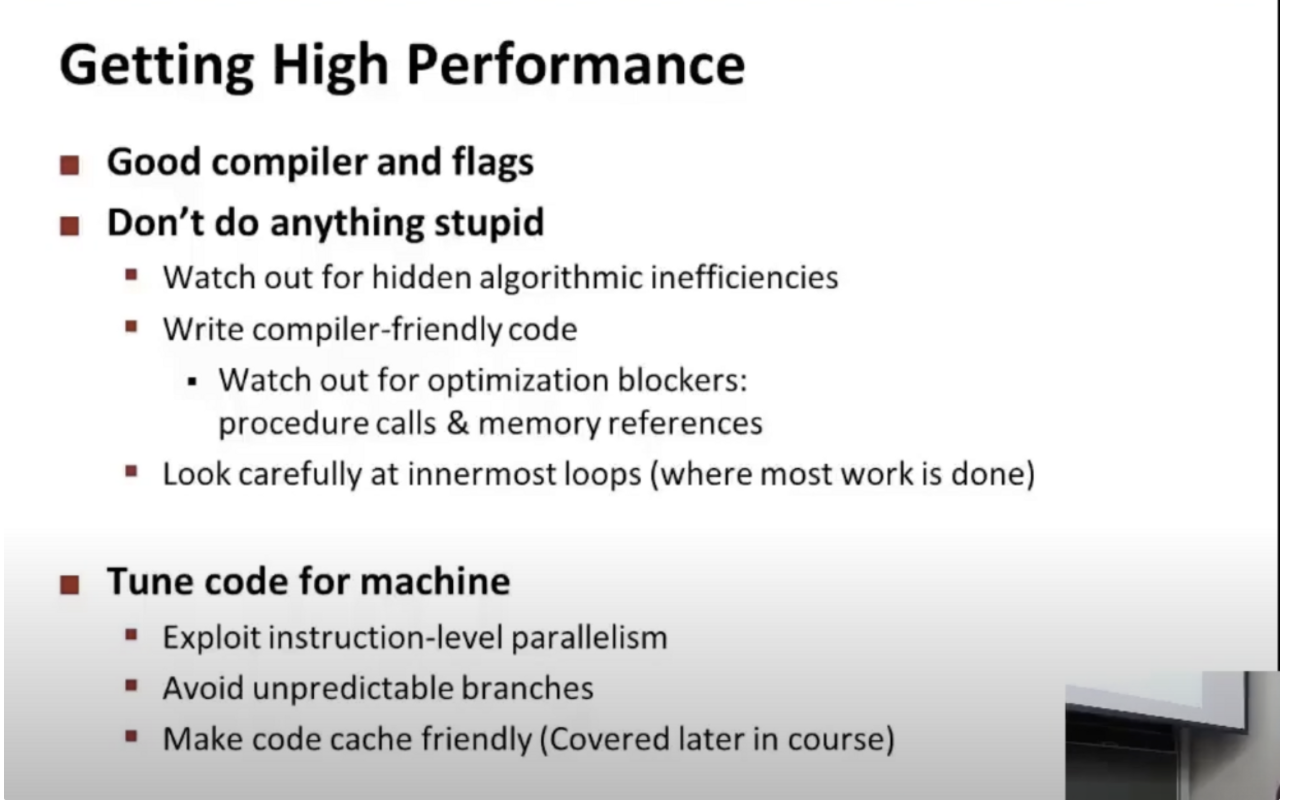 Getting High Performance
Good compiler and flags
Don't do anything stupid
Watch out for hidden algorithmic inefficiencies
Write compiler-friendly code
Watch out for optimization blockers:
procedure calls & memory references
Look carefully at innermost loops (where most work is done)
Tune code for machine
Exploit instruction-level parallelism
Avoid unpredictable branches
Make code cache friendly (Covered later in course)